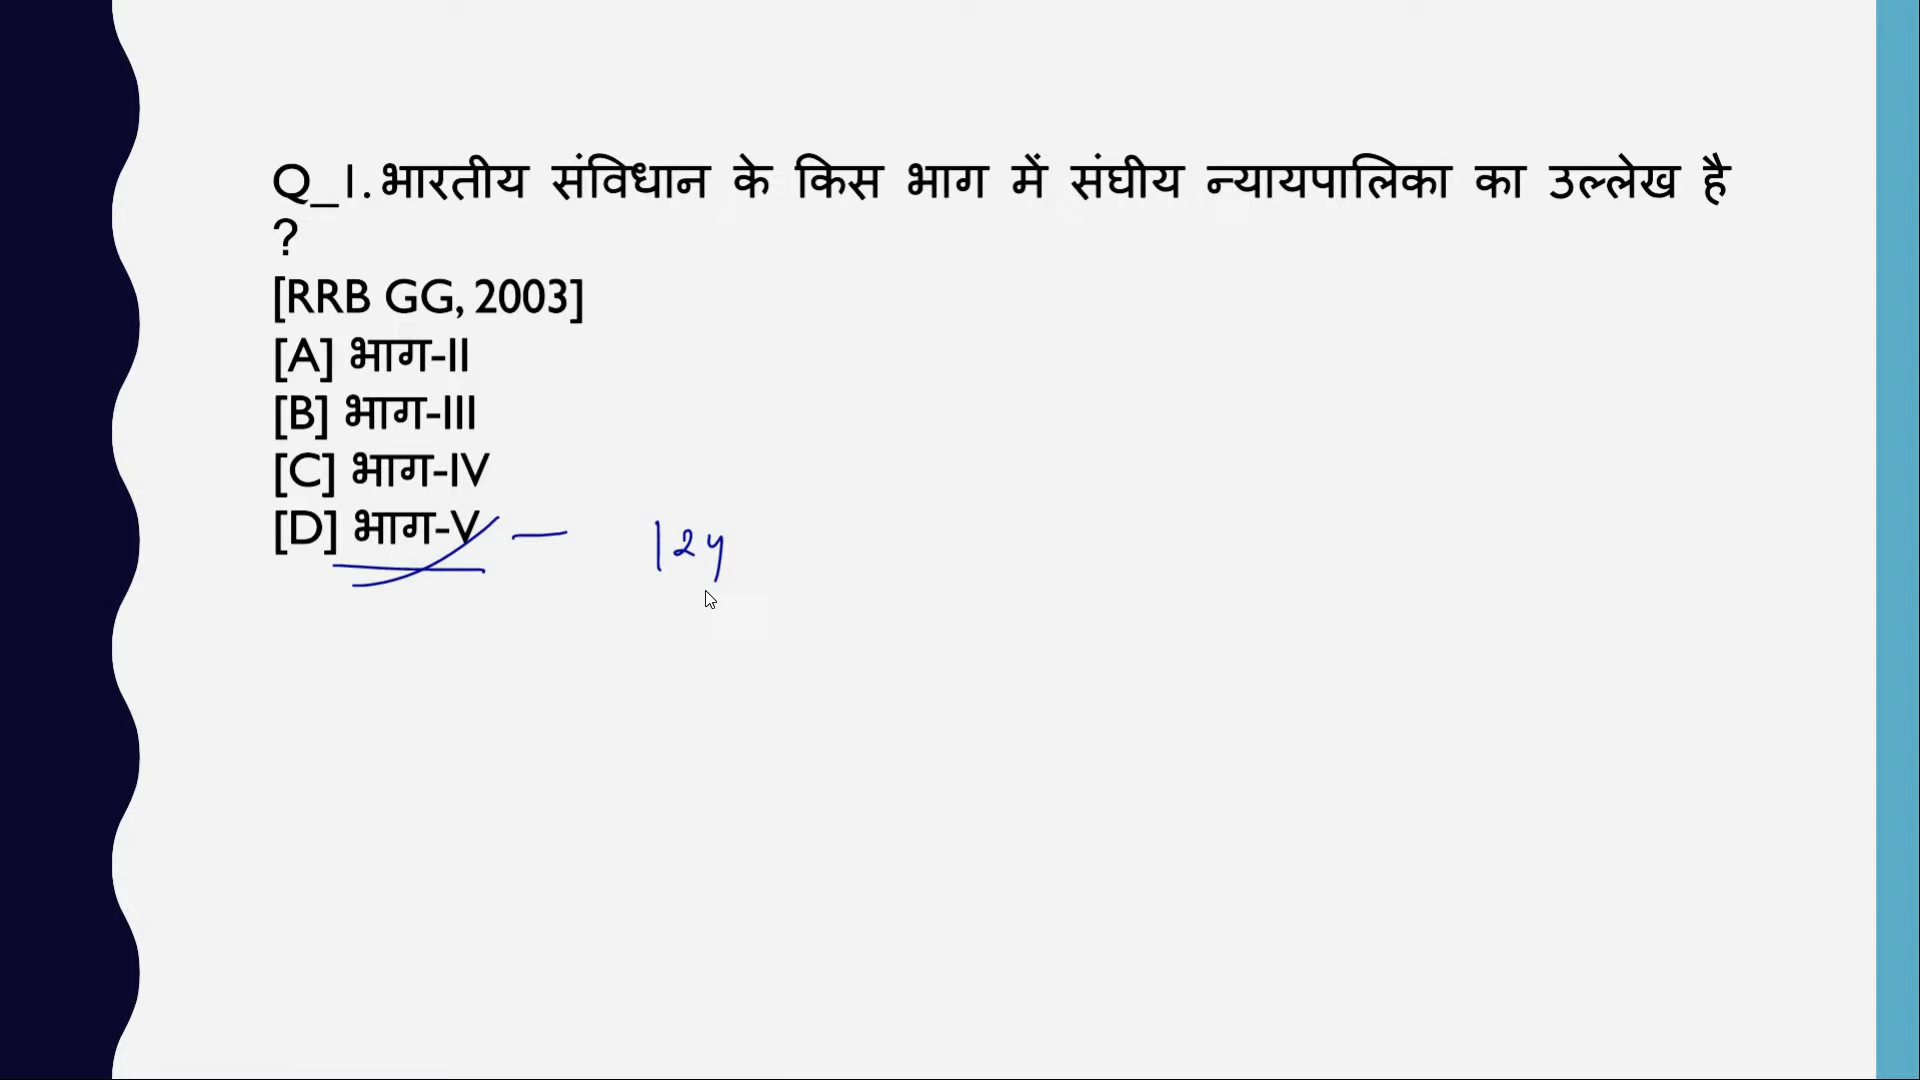 Q_1. भारतीय संविधान के किस भाग में संघीय न्यायपालिका का उल्लेख है
?
[RRB GG, 2003]
[A] भाग-II
[B] भाग-III
[C] भाग-IV
[D] भाग-V — 124